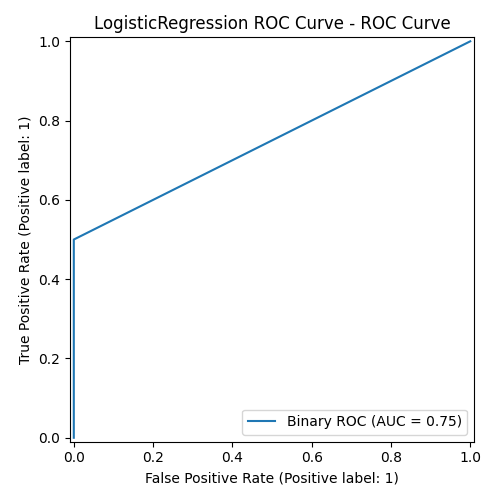 LogisticRegression ROC Curve - ROC Curve
1.0
0.8
0.6
0.4
0.2
0.0
True Positive Rate (Positive label: 1)
Binary ROC (AUC = 0.75)
0.0 0.2 0.4 0.6 0.8 1.0
False Positive Rate (Positive label: 1)